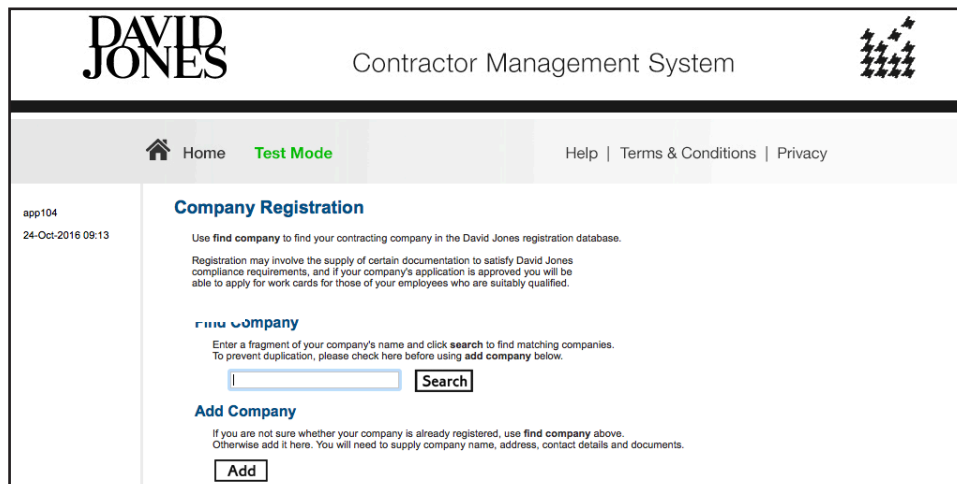 DAVID
JONES
Contractor Management System
Home Test Mode Help | Terms & Conditions | Privacy
app104
24-Oct-2016 09:13
Company Registration
Use find company to find your contracting company in the David Jones registration database.
Registration may involve the supply of certain documentation to satisfy David Jones
compliance requirements, and if your company's application is approved you will be
able to apply for work cards for those of your employees who are suitably qualified.
Find Company
Enter a fragment of your company's name and click search to find matching companies.
To prevent duplication, please check here before using add company below.
Search
Add Company
If you are not sure whether your company is already registered, use find company above.
Otherwise add it here. You will need to supply company name, address, contact details and documents.
Add